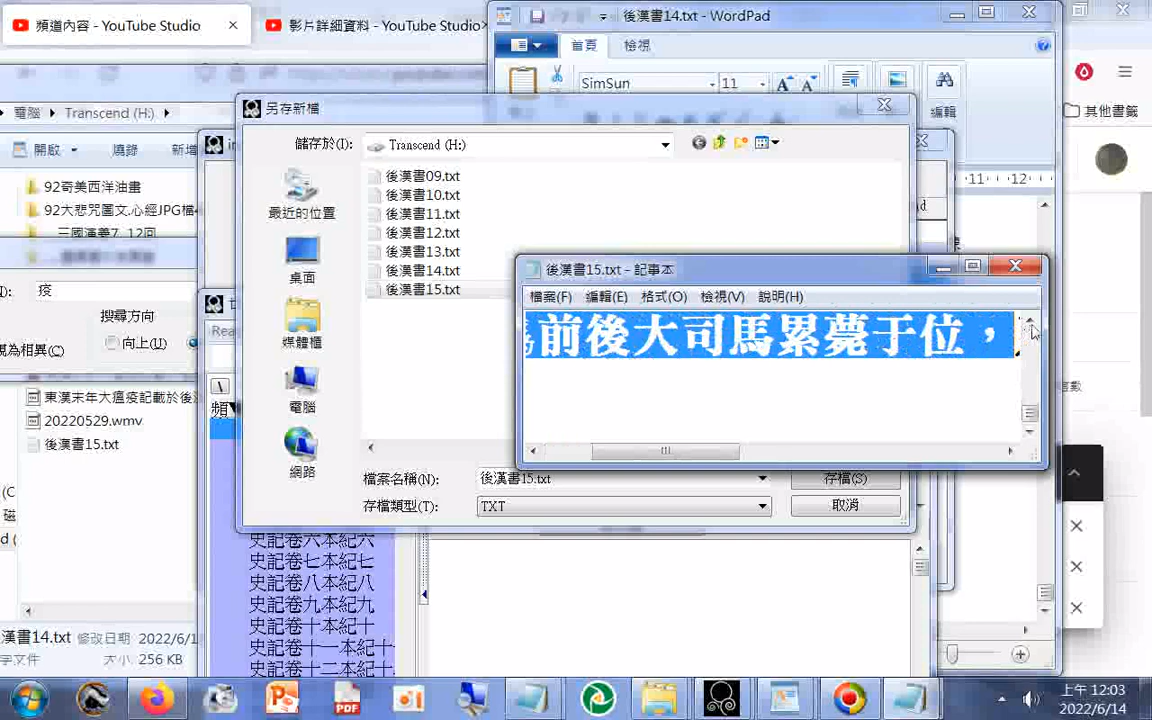 頻道內容 - YouTube Studio
影片詳細資料 - YouTube Studio
後漢書14.txt - WordPad
首頁
檢視
SimSun
11
編輯
其他書籤
電腦
Transcend (H:)
開啟
燒錄
新增
92奇美西洋油畫
92大悲咒圖文.心經JPG檔
三國演義7_12回
另存新檔
儲存於(I):
Transcend (H:)
後漢書09.txt
後漢書10.txt
後漢書11.txt
後漢書12.txt
後漢書13.txt
後漢書14.txt
後漢書15.txt
最近的位置
桌面
媒體櫃
電腦
網路
檔案名稱(N):
後漢書15.txt
存檔(S)
存檔類型(T):
TXT
取消
疫
搜尋方向
向上(U)
視為相異(C)
後漢書15.txt - 記事本
檔案(F)
編輯(E)
格式(O)
檢視(V)
說明(H)
前後大司馬累薨于位，
11
12
東漢末年大瘟疫記載於後
20220529.wmv
後漢書15.txt
史記卷六本紀六
史記卷七本紀七
史記卷八本紀八
史記卷九本紀九
史記卷十本紀十
史記卷十一本紀十
史記卷十二本紀十
漢書14.txt
修改日期
2022/6/1
字文件
大小
256 KB
上午 12:03
2022/6/14